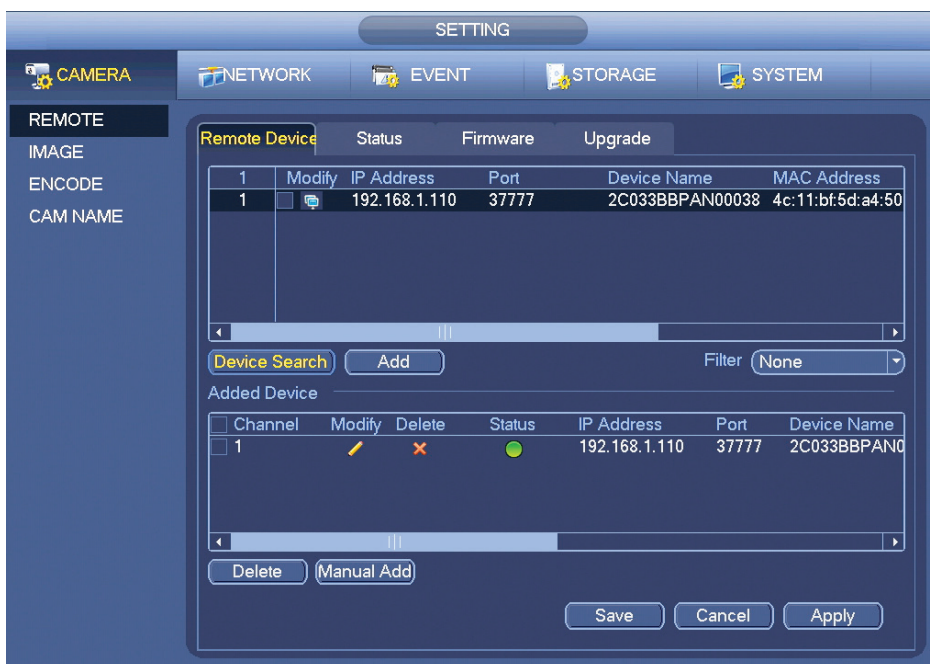 SETTING
CAMERA NETWORK EVENT STORAGE SYSTEM
REMOTE
IMAGE
ENCODE
CAM NAME
Remote Device Status Firmware Upgrade
1 Modify IP Address Port Device Name MAC Address
1 192.168.1.110 37777 2C033BBPAN00038 4c:11:bf:5d:a4:50
Device Search Add Filter None
Added Device
Channel Modify Delete Status IP Address Port Device Name
1 192.168.1.110 37777 2C033BBPAN0
Delete Manual Add
Save Cancel Apply